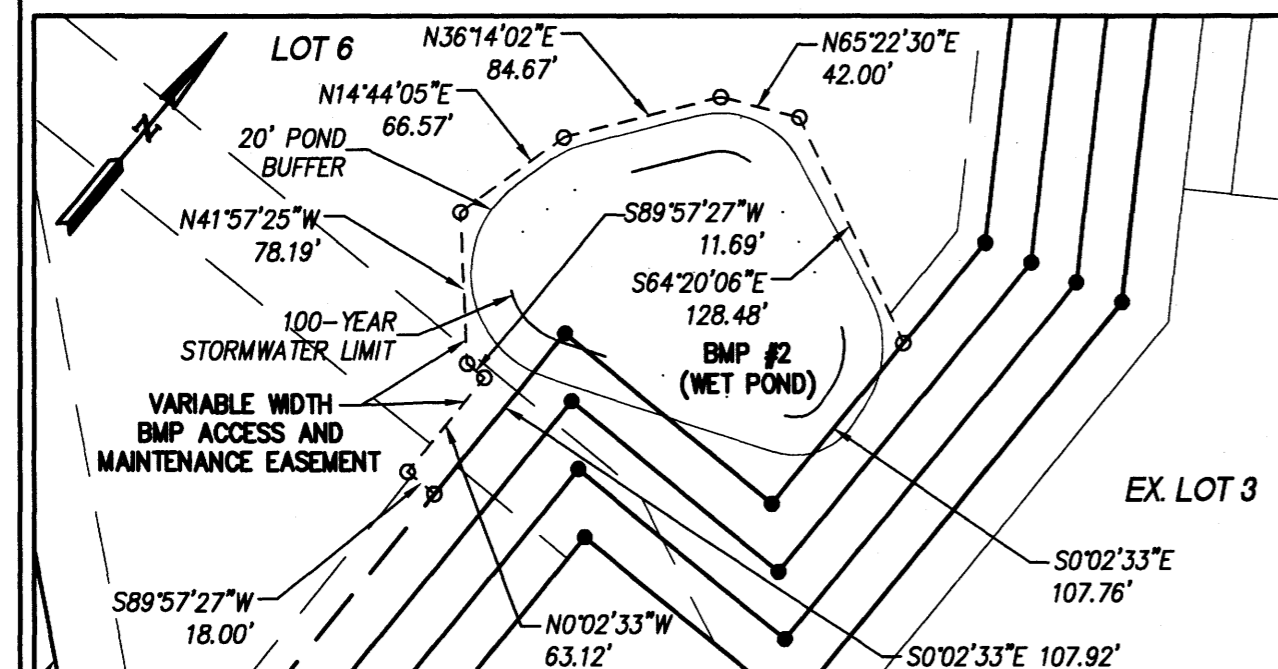 LOT 6
N36°14'02"E
84.67'
N65°22'30"E
42.00'
N14°44'05"E
66.57'
N
20' POND
BUFFER
N41°57'25"W
78.19'
S89°57'27"W
11.69'
S64°20'06"E
128.48'
100-YEAR
STORMWATER LIMIT
BMP #2
(WET POND)
VARIABLE WIDTH
BMP ACCESS AND
MAINTENANCE EASEMENT
EX. LOT 3
S0°02'33"E
107.76'
S89°57'27"W
18.00'
N0°02'33"W
63.12'
S0°02'33"E 107.92'